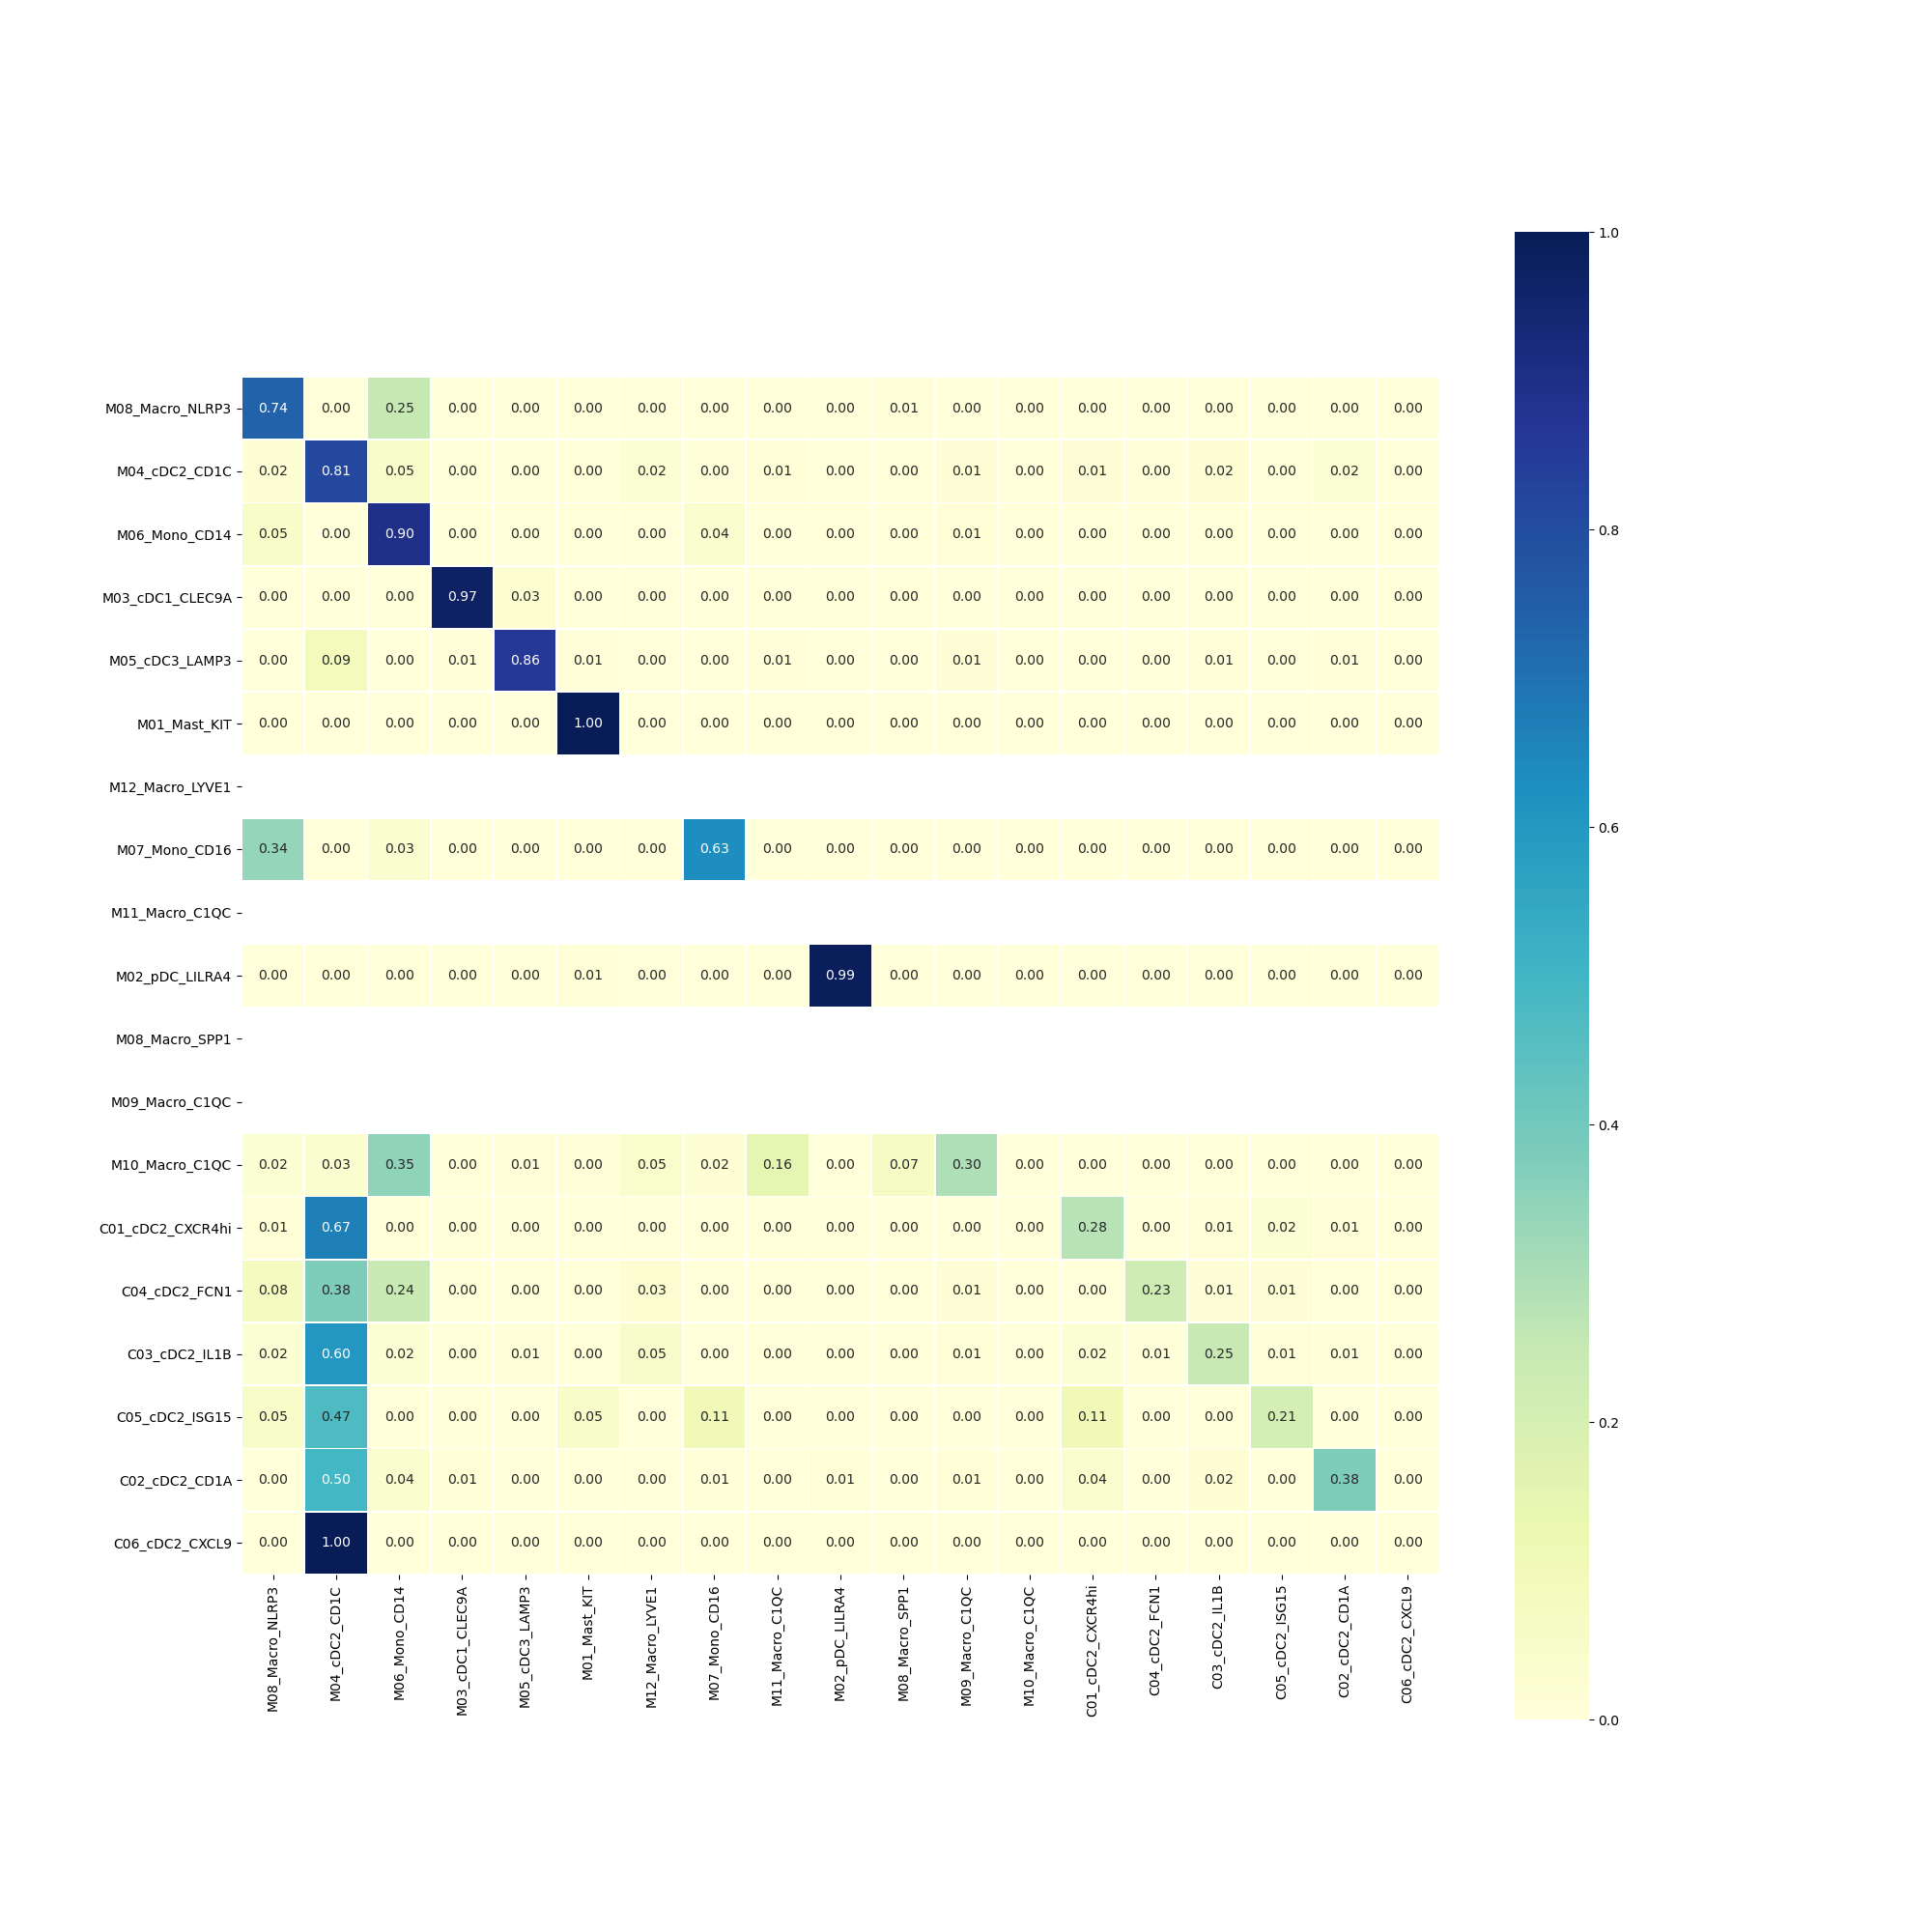 1.0
M08_Macro_NLRP3 0.74 0.00 0.25 0.00 0.00 0.00 0.00 0.00 0.00 0.00 0.01 0.00 0.00 0.00 0.00 0.00 0.00 0.00 0.00
M04_cDC2_CD1C 0.02 0.81 0.05 0.00 0.00 0.00 0.02 0.00 0.01 0.00 0.00 0.01 0.00 0.01 0.00 0.02 0.00 0.02 0.00
0.8
M06_Mono_CD14 0.05 0.00 0.90 0.00 0.00 0.00 0.00 0.04 0.00 0.00 0.00 0.01 0.00 0.00 0.00 0.00 0.00 0.00 0.00
M03_cDC1_CLEC9A 0.00 0.00 0.00 0.97 0.03 0.00 0.00 0.00 0.00 0.00 0.00 0.00 0.00 0.00 0.00 0.00 0.00 0.00 0.00
M05_cDC3_LAMP3 0.00 0.09 0.00 0.01 0.86 0.01 0.00 0.00 0.01 0.00 0.00 0.01 0.00 0.00 0.00 0.01 0.00 0.01 0.00
M01_Mast_KIT 0.00 0.00 0.00 0.00 0.00 1.00 0.00 0.00 0.00 0.00 0.00 0.00 0.00 0.00 0.00 0.00 0.00 0.00 0.00
M12_Macro_LYVE1
0.6
M07_Mono_CD16 0.34 0.00 0.03 0.00 0.00 0.00 0.00 0.63 0.00 0.00 0.00 0.00 0.00 0.00 0.00 0.00 0.00 0.00 0.00
M11_Macro_C1QC
M02_pDC_LILRA4 0.00 0.00 0.00 0.00 0.00 0.01 0.00 0.00 0.00 0.99 0.00 0.00 0.00 0.00 0.00 0.00 0.00 0.00 0.00
M08_Macro_SPP1
M09_Macro_C1QC
0.4
M10_Macro_C1QC 0.02 0.03 0.35 0.00 0.01 0.00 0.05 0.02 0.16 0.00 0.07 0.30 0.00 0.00 0.00 0.00 0.00 0.00 0.00
C01_cDC2_CXCR4hi 0.01 0.67 0.00 0.00 0.00 0.00 0.00 0.00 0.00 0.00 0.00 0.00 0.00 0.28 0.00 0.01 0.02 0.01 0.00
C04_cDC2_FCN1 0.08 0.38 0.24 0.00 0.00 0.00 0.03 0.00 0.00 0.00 0.00 0.01 0.00 0.00 0.23 0.01 0.01 0.00 0.00
C03_cDC2_IL1B 0.02 0.60 0.02 0.00 0.01 0.00 0.05 0.00 0.00 0.00 0.00 0.01 0.00 0.02 0.01 0.25 0.01 0.01 0.00
C05_cDC2_ISG15 0.05 0.47 0.00 0.00 0.00 0.05 0.00 0.11 0.00 0.00 0.00 0.00 0.00 0.11 0.00 0.00 0.21 0.00 0.00
0.2
C02_cDC2_CD1A 0.00 0.50 0.04 0.01 0.00 0.00 0.00 0.01 0.00 0.01 0.00 0.01 0.00 0.04 0.00 0.02 0.00 0.38 0.00
C06_cDC2_CXCL9 0.00 1.00 0.00 0.00 0.00 0.00 0.00 0.00 0.00 0.00 0.00 0.00 0.00 0.00 0.00 0.00 0.00 0.00 0.00
0.0
M08_Macro_NLRP3
M04_cDC2_CD1C
M06_Mono_CD14
M03_cDC1_CLEC9A
M05_cDC3_LAMP3
M01_Mast_KIT
M12_Macro_LYVE1
M07_Mono_CD16
M11_Macro_C1QC
M02_pDC_LILRA4
M08_Macro_SPP1
M09_Macro_C1QC
M10_Macro_C1QC
C01_cDC2_CXCR4hi
C04_cDC2_FCN1
C03_cDC2_IL1B
C05_cDC2_ISG15
C02_cDC2_CD1A
C06_cDC2_CXCL9